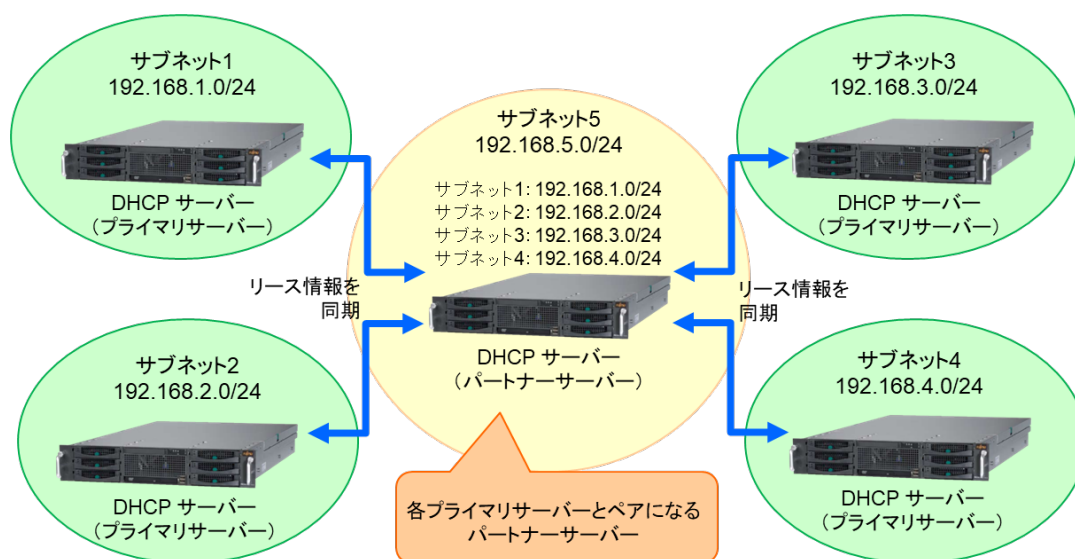 サブネット1
192.168.1.0/24
DHCP サーバー
(プライマリサーバー)
サブネット3
192.168.3.0/24
DHCP サーバー
(プライマリサーバー)
サブネット5
192.168.5.0/24
サブネット1: 192.168.1.0/24
サブネット2: 192.168.2.0/24
サブネット3: 192.168.3.0/24
サブネット4: 192.168.4.0/24
リース情報を
同期
リース情報を
同期
DHCP サーバー
(パートナーサーバー)
サブネット2
192.168.2.0/24
DHCP サーバー
(プライマリサーバー)
サブネット4
192.168.4.0/24
DHCP サーバー
(プライマリサーバー)
各プライマリサーバーとペアになる
パートナーサーバー